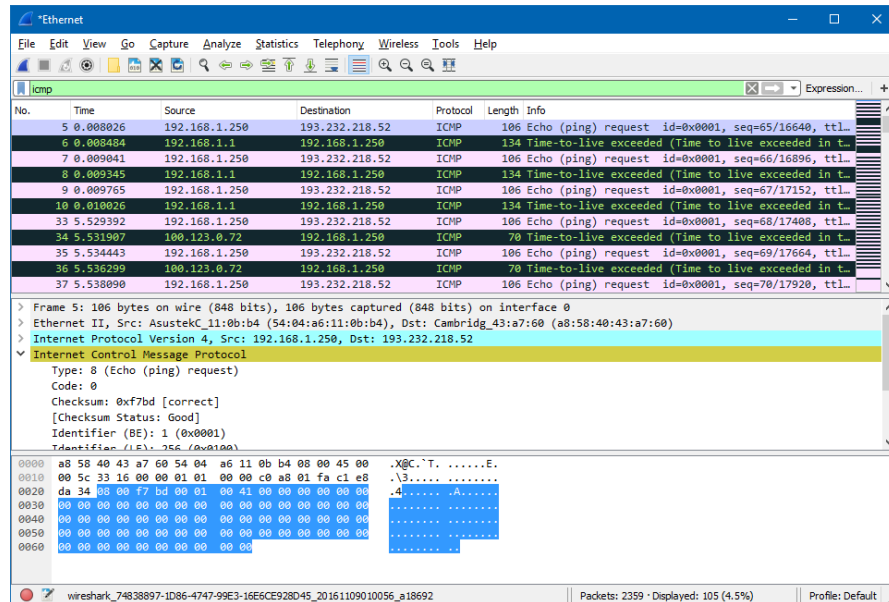 *Ethernet
File Edit View Go Capture Analyze Statistics Telephony Wireless Tools Help
icmp Expression... +
No. Time Source Destination Protocol Length Info
5 0.008026 192.168.1.250 193.232.218.52 ICMP 106 Echo (ping) request id=0x0001, seq=65/16640, ttl…
6 0.008484 192.168.1.1 192.168.1.250 ICMP 134 Time-to-live exceeded (Time to live exceeded in t…
7 0.009041 192.168.1.250 193.232.218.52 ICMP 106 Echo (ping) request id=0x0001, seq=66/16896, ttl…
8 0.009345 192.168.1.1 192.168.1.250 ICMP 134 Time-to-live exceeded (Time to live exceeded in t…
9 0.009765 192.168.1.250 193.232.218.52 ICMP 106 Echo (ping) request id=0x0001, seq=67/17152, ttl…
10 0.010026 192.168.1.1 192.168.1.250 ICMP 134 Time-to-live exceeded (Time to live exceeded in t…
33 5.529392 192.168.1.250 193.232.218.52 ICMP 106 Echo (ping) request id=0x0001, seq=68/17408, ttl…
34 5.531907 100.123.0.72 192.168.1.250 ICMP 70 Time-to-live exceeded (Time to live exceeded in t…
35 5.534443 192.168.1.250 193.232.218.52 ICMP 106 Echo (ping) request id=0x0001, seq=69/17664, ttl…
36 5.536299 100.123.0.72 192.168.1.250 ICMP 70 Time-to-live exceeded (Time to live exceeded in t…
37 5.538090 192.168.1.250 193.232.218.52 ICMP 106 Echo (ping) request id=0x0001, seq=70/17920, ttl…
Frame 5: 106 bytes on wire (848 bits), 106 bytes captured (848 bits) on interface 0
Ethernet II, Src: AsustekC_11:0b:b4 (54:04:a6:11:0b:b4), Dst: Cambridg_43:a7:60 (a8:58:40:43:a7:60)
Internet Protocol Version 4, Src: 192.168.1.250, Dst: 193.232.218.52
Internet Control Message Protocol
Type: 8 (Echo (ping) request)
Code: 0
Checksum: 0xf7bd [correct]
[Checksum Status: Good]
Identifier (BE): 1 (0x0001)
Identifier (LE): 256 (0x0100)
0000 a8 58 40 43 a7 60 54 04 a6 11 0b b4 08 00 45 00 .X@C.`T. ......E.
0010 00 5c 33 16 00 00 01 01 00 00 c0 a8 01 fa c1 e8 .\3..... ........
0020 da 34 08 00 f7 bd 00 01 00 41 00 00 00 00 00 00 .4...... .A......
0030 00 00 00 00 00 00 00 00 00 00 00 00 00 00 00 00 ........ ........
0040 00 00 00 00 00 00 00 00 00 00 00 00 00 00 00 00 ........ ........
0050 00 00 00 00 00 00 00 00 00 00 00 00 00 00 00 00 ........ ........
0060 00 00 00 00 00 00 00 00 00 00 ........ ..
wireshark_74838897-1D86-4747-99E3-16E6CE928D45_20161109010056_a18692 Packets: 2359 · Displayed: 105 (4.5%) Profile: Default